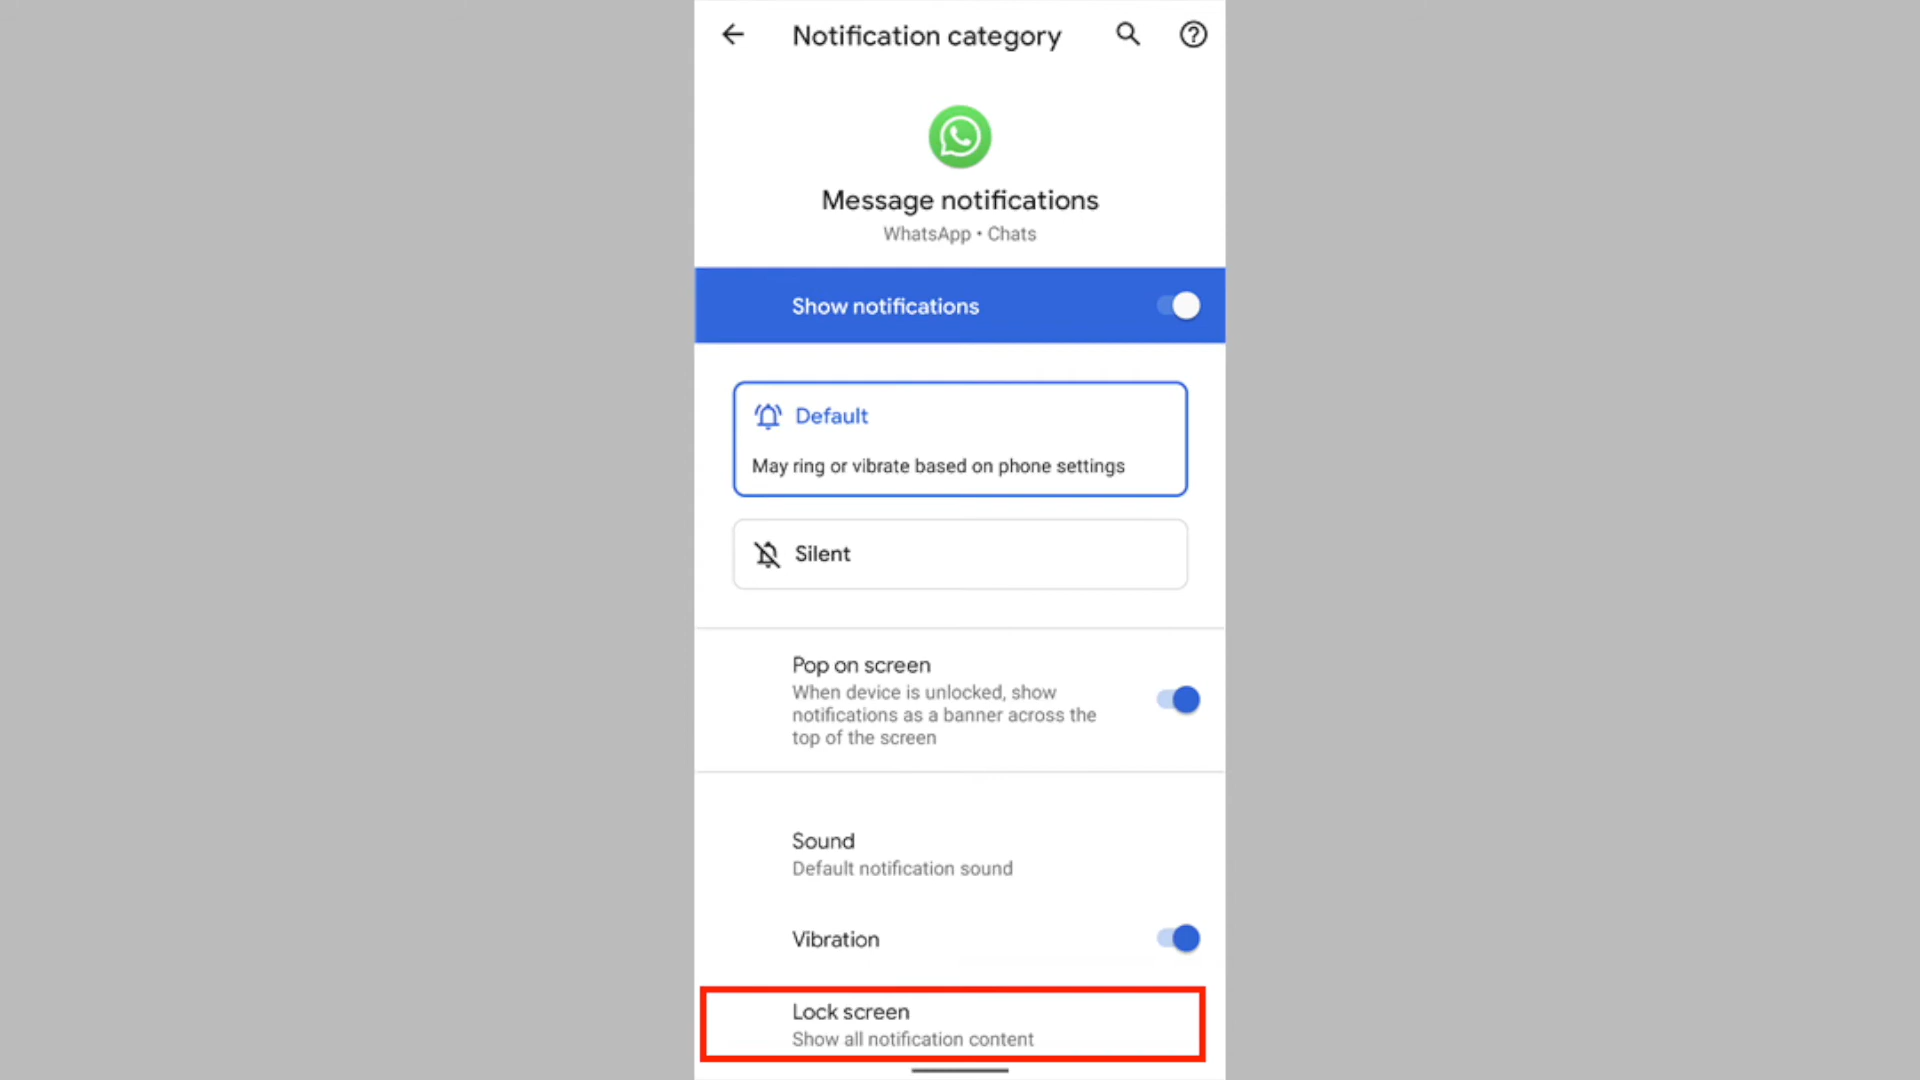 Notification category
Message notifications
WhatsApp • Chats
Show notifications
Default
May ring or vibrate based on phone settings
Silent
Pop on screen
When device is unlocked, show
notifications as a banner across the
top of the screen
Sound
Default notification sound
Vibration
Lock screen
Show all notification content